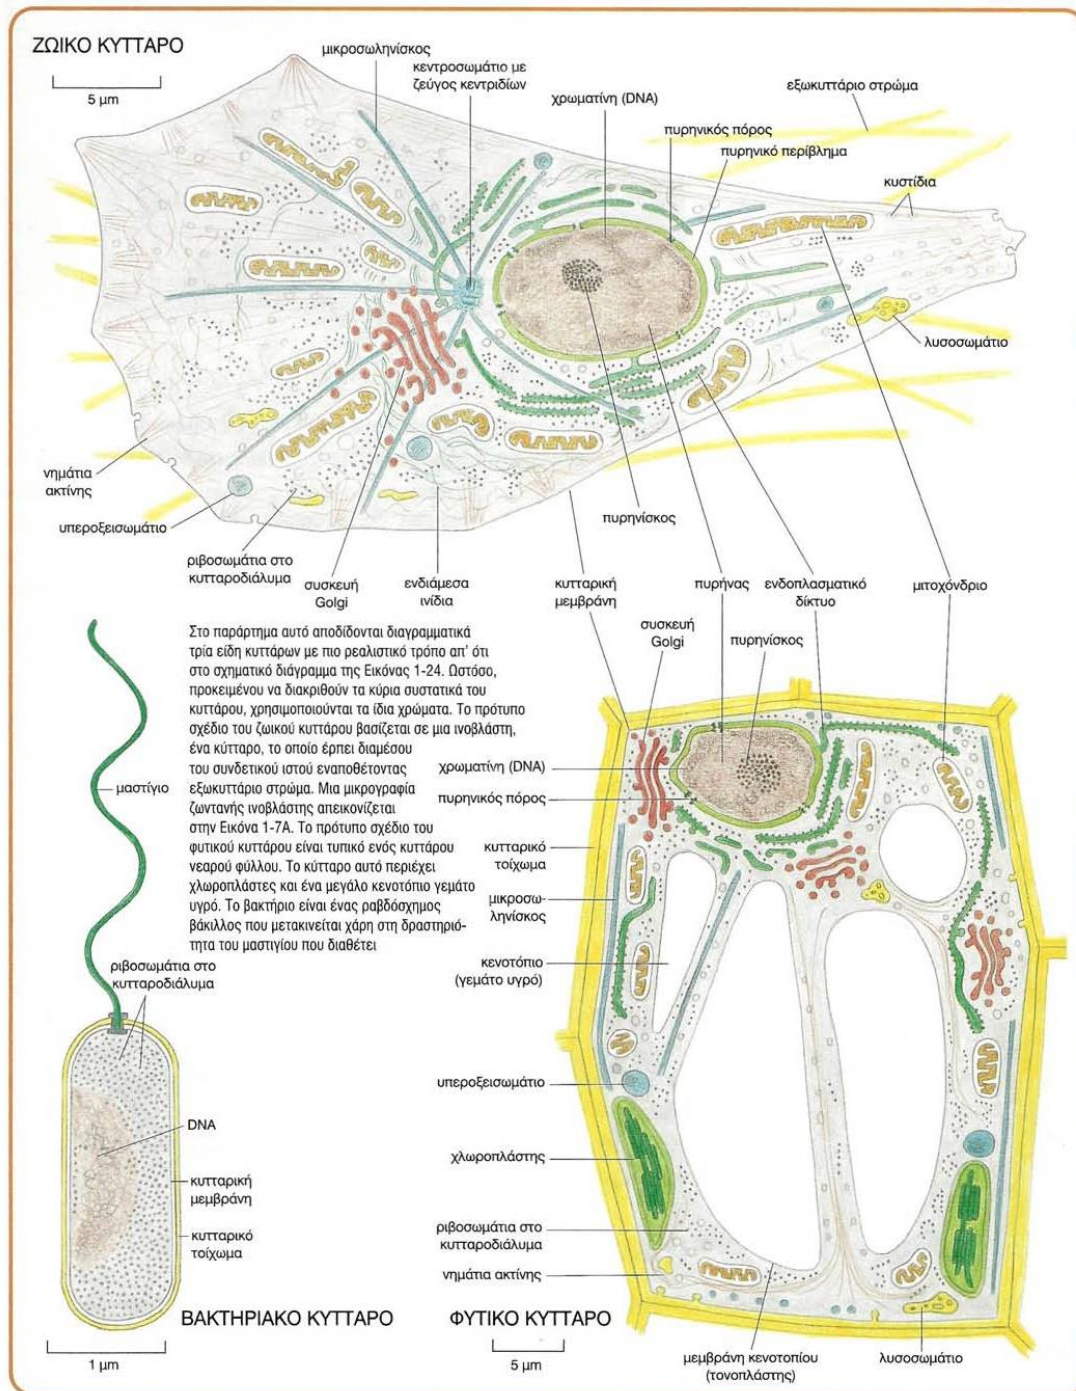 ΖΩΙΚΟ ΚΥΤΤΑΡΟ
5 μm
μικροσωληνίσκος
κεντροσωμάτιο με
ζεύγος κεντριδίων
χρωματίνη (DNA)
εξωκυττάριο στρώμα
πυρηνικός πόρος
πυρηνικό περίβλημα
κυστίδια
λυσοσωμάτιο
νημάτια
ακτίνης
υπεροξεισωμάτιο
ριβοσωμάτια στο
κυτταροδιάλυμα
συσκευή
Golgi
ενδιάμεσα
ινίδια
πυρηνίσκος
κυτταρική
μεμβράνη
πυρήνας
ενδοπλασματικό
δίκτυο
μιτοχόνδριο
Στο παράρτημα αυτό αποδίδονται διαγραμματικά
τρία είδη κυττάρων με πιο ρεαλιστικό τρόπο απ' ότι
στο σχηματικό διάγραμμα της Εικόνας 1-24. Ωστόσο,
προκειμένου να διακριθούν τα κύρια συστατικά του
κυττάρου, χρησιμοποιούνται τα ίδια χρώματα. Το πρότυπο
σχέδιο του ζωικού κυττάρου βασίζεται σε μια ινοβλάστη,
ένα κύτταρο, το οποίο έρπει διαμέσου
του συνδετικού ιστού εναποθέτοντας
εξωκυττάριο στρώμα. Μια μικρογραφία
ζωντανής ινοβλάστης απεικονίζεται
στην Εικόνα 1-7Α. Το πρότυπο σχέδιο του
φυτικού κυττάρου είναι τυπικό ενός κυττάρου
νεαρού φύλλου. Το κύτταρο αυτό περιέχει
χλωροπλάστες και ένα μεγάλο κενοτόπιο γεμάτο
υγρό. Το βακτήριο είναι ένας ραβδόσχημος
βάκιλλος που μετακινείται χάρη στη δραστηριό-
τητα του μαστιγίου που διαθέτει
μαστίγιο
ριβοσωμάτια στο
κυτταροδιάλυμα
DNA
κυτταρική
μεμβράνη
κυτταρικό
τοίχωμα
ΒΑΚΤΗΡΙΑΚΟ ΚΥΤΤΑΡΟ
1 μm
συσκευή
Golgi
πυρηνίσκος
χρωματίνη (DNA)
πυρηνικός πόρος
κυτταρικό
τοίχωμα
μικροσω-
ληνίσκος
κενοτόπιο
(γεμάτο υγρό)
υπεροξεισωμάτιο
χλωροπλάστης
ριβοσωμάτια στο
κυτταροδιάλυμα
νημάτια ακτίνης
ΦΥΤΙΚΟ ΚΥΤΤΑΡΟ
5 μm
μεμβράνη κενοτοπίου
(τονοπλάστης)
λυσοσωμάτιο